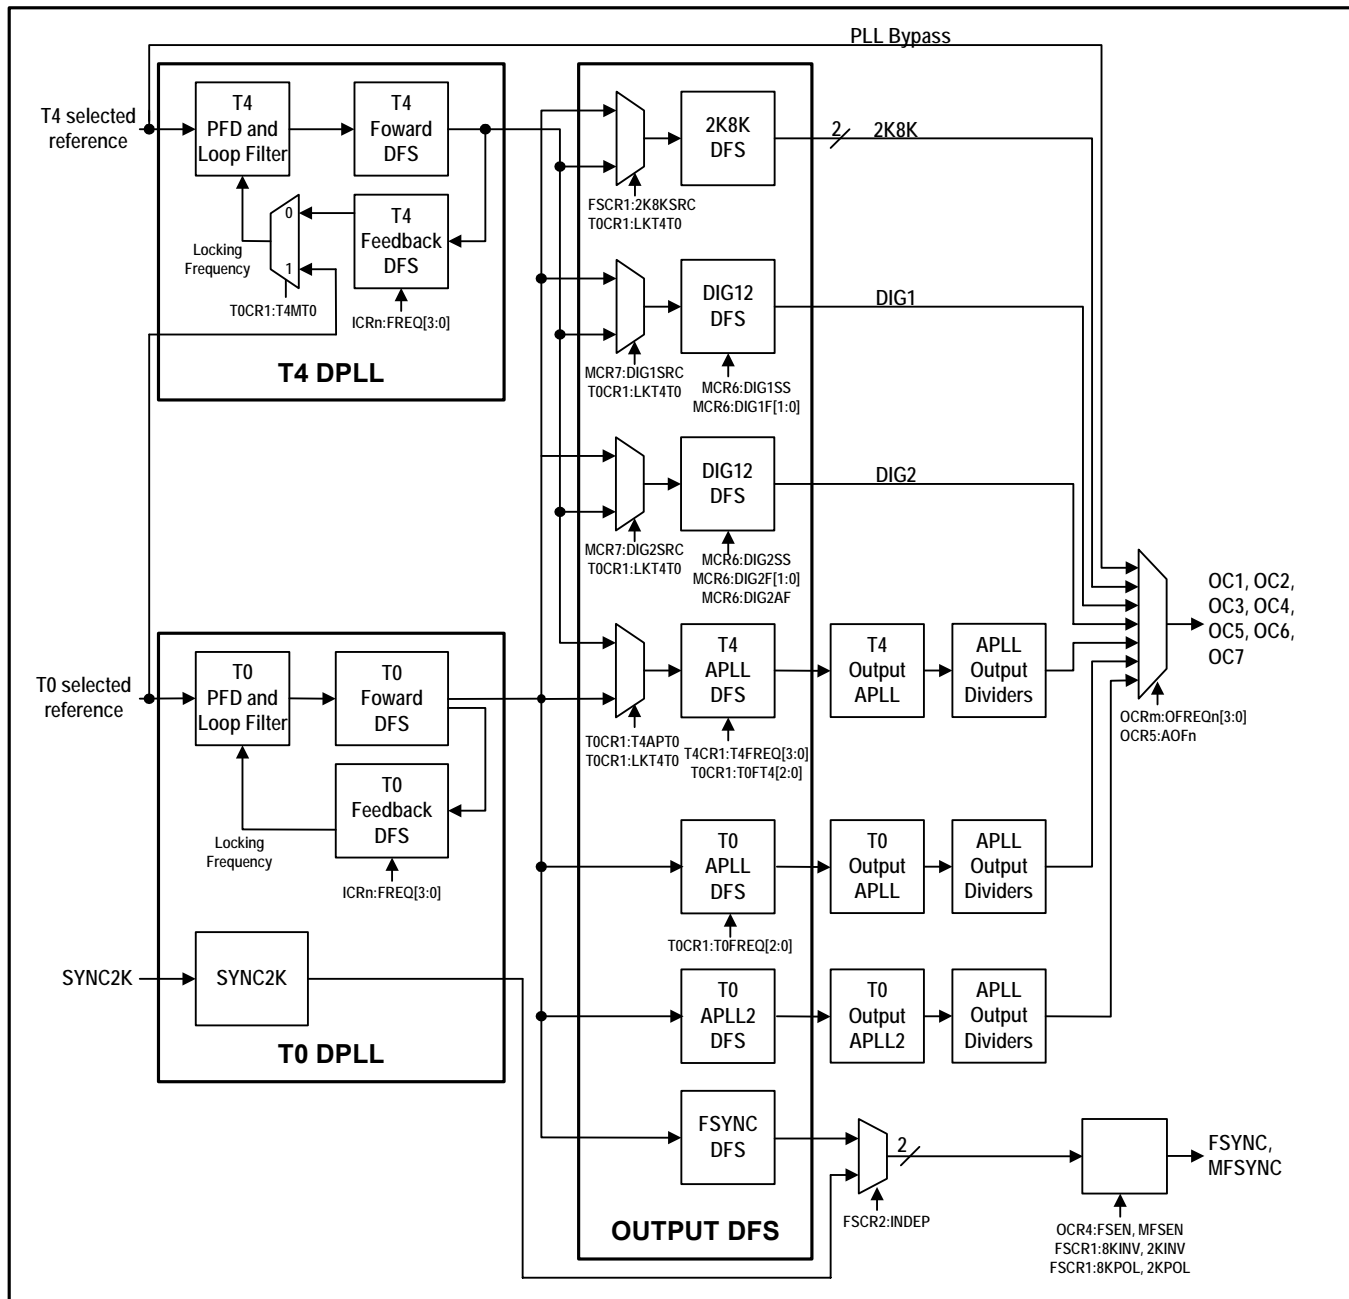 PLL Bypass
T4 selected
reference
T4
PFD and
Loop Filter
T4
Foward
DFS
T4
Feedback
DFS
0
1
Locking
Frequency
T0CR1:T4MT0
ICRn:FREQ[3:0]
T4 DPLL
2K8K
DFS
2
2K8K
FSCR1:2K8KSRC
T0CR1:LKT4T0
DIG12
DFS
DIG1
MCR7:DIG1SRC
T0CR1:LKT4T0
MCR6:DIG1SS
MCR6:DIG1F[1:0]
DIG12
DFS
DIG2
MCR7:DIG2SRC
T0CR1:LKT4T0
MCR6:DIG2SS
MCR6:DIG2F[1:0]
MCR6:DIG2AF
T4
APLL
DFS
T4
Output
APLL
APLL
Output
Dividers
T0CR1:T4APT0
T0CR1:LKT4T0
T4CR1:T4FREQ[3:0]
T0CR1:T0FT4[2:0]
OC1, OC2,
OC3, OC4,
OC5, OC6,
OC7
OCRm:OFREQn[3:0]
OCR5:AOFn
T0 selected
reference
T0
PFD and
Loop Filter
T0
Foward
DFS
T0
Feedback
DFS
Locking
Frequency
ICRn:FREQ[3:0]
T0
APLL
DFS
T0
Output
APLL
APLL
Output
Dividers
T0CR1:T0FREQ[2:0]
SYNC2K
SYNC2K
T0 DPLL
T0
APLL2
DFS
T0
Output
APLL2
APLL
Output
Dividers
FSYNC
DFS
2
FSCR2:INDEP
FSYNC,
MFSYNC
OCR4:FSEN, MFSEN
FSCR1:8KINV, 2KINV
FSCR1:8KPOL, 2KPOL
OUTPUT DFS